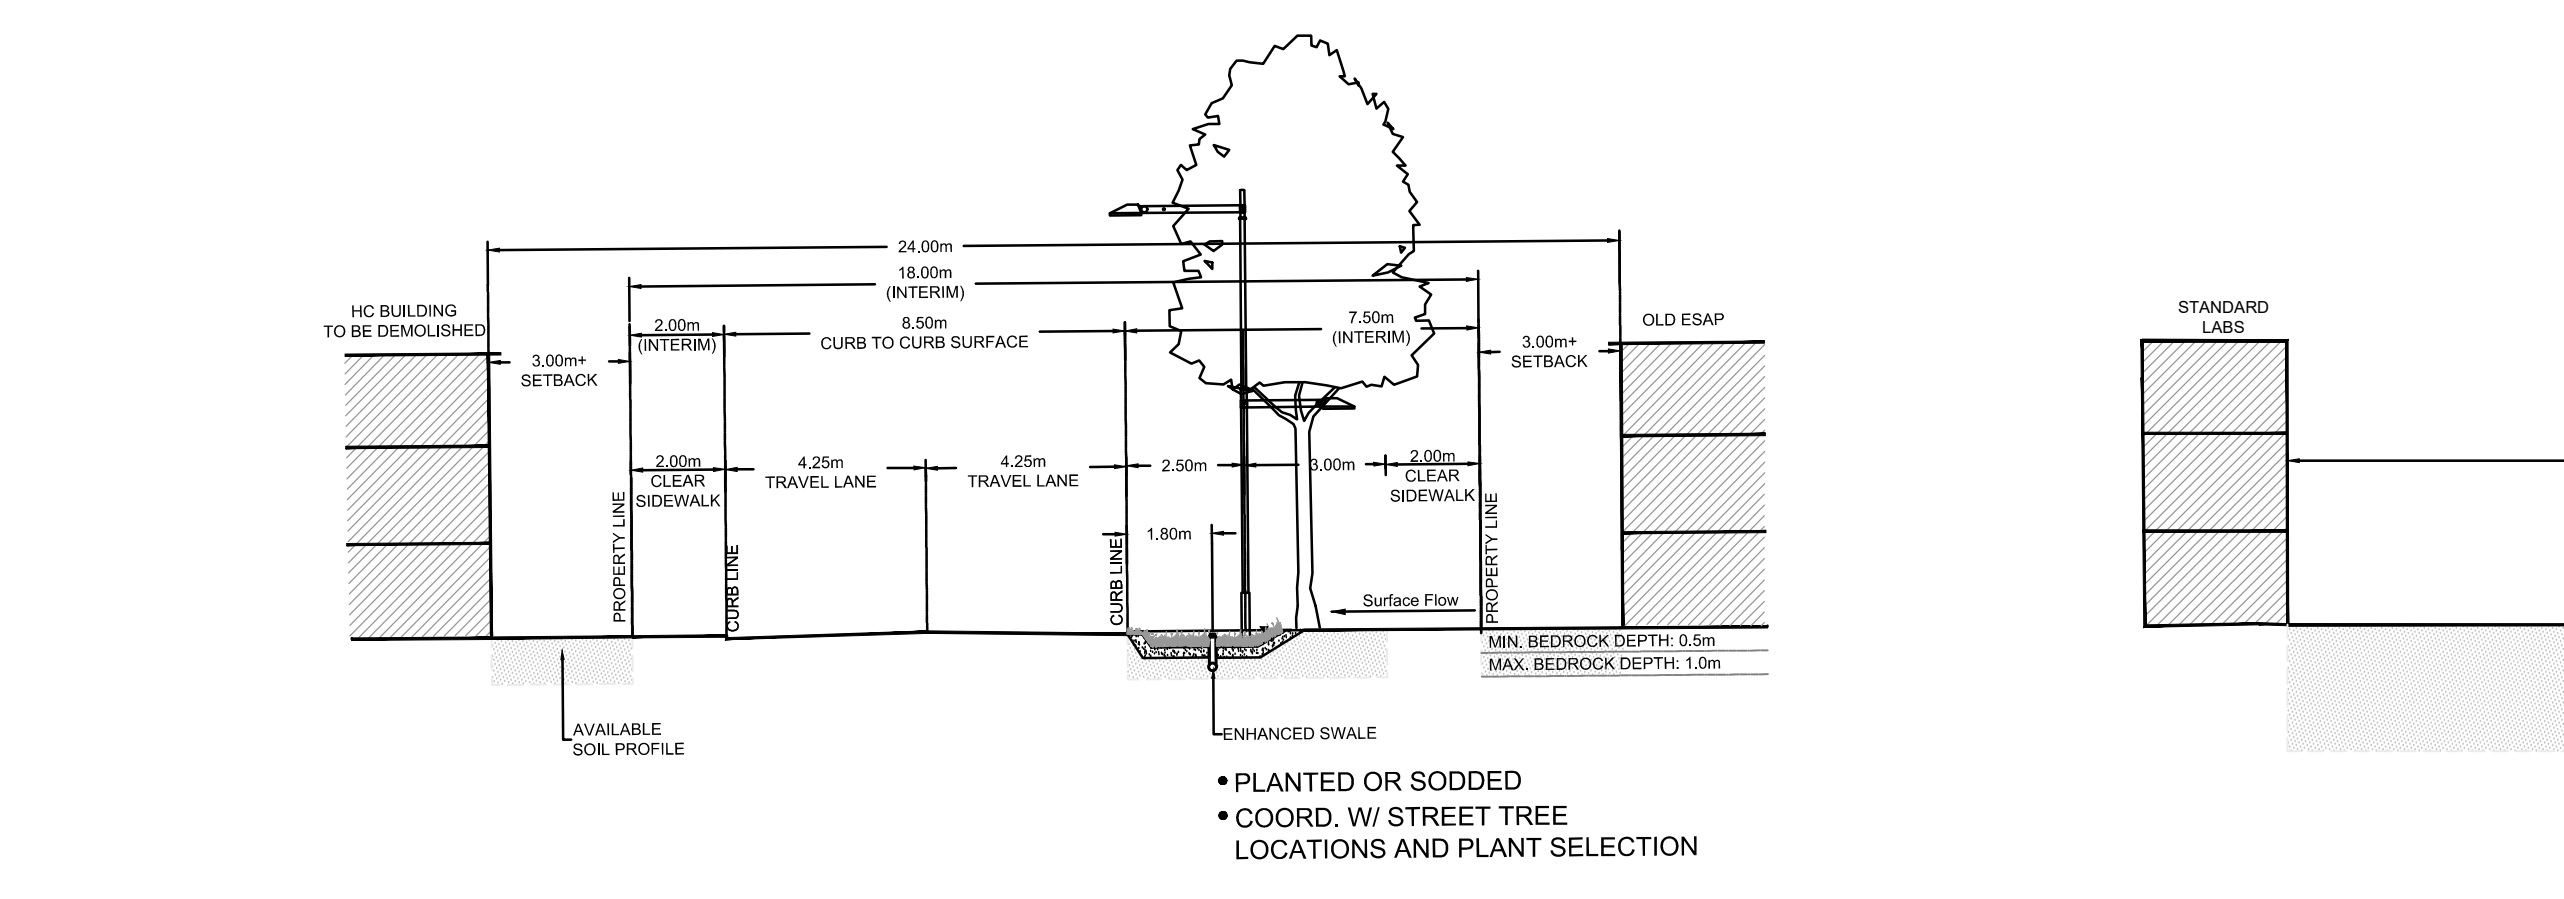 24.00m
18.00m
(INTERIM)
HC BUILDING
TO BE DEMOLISHED
2.00m
(INTERIM)
8.50m
CURB TO CURB SURFACE
7.50m
(INTERIM)
OLD ESAP
STANDARD
LABS
3.00m+
SETBACK
3.00m+
SETBACK
2.00m
CLEAR
SIDEWALK
4.25m
TRAVEL LANE
4.25m
TRAVEL LANE
2.50m
3.00m
2.00m
CLEAR
SIDEWALK
1.80m
PROPERTY LINE
CURB LINE
CURB LINE
PROPERTY LINE
Surface Flow
MIN. BEDROCK DEPTH: 0.5m
MAX. BEDROCK DEPTH: 1.0m
AVAILABLE
SOIL PROFILE
ENHANCED SWALE
• PLANTED OR SODDED
• COORD. W/ STREET TREE
LOCATIONS AND PLANT SELECTION